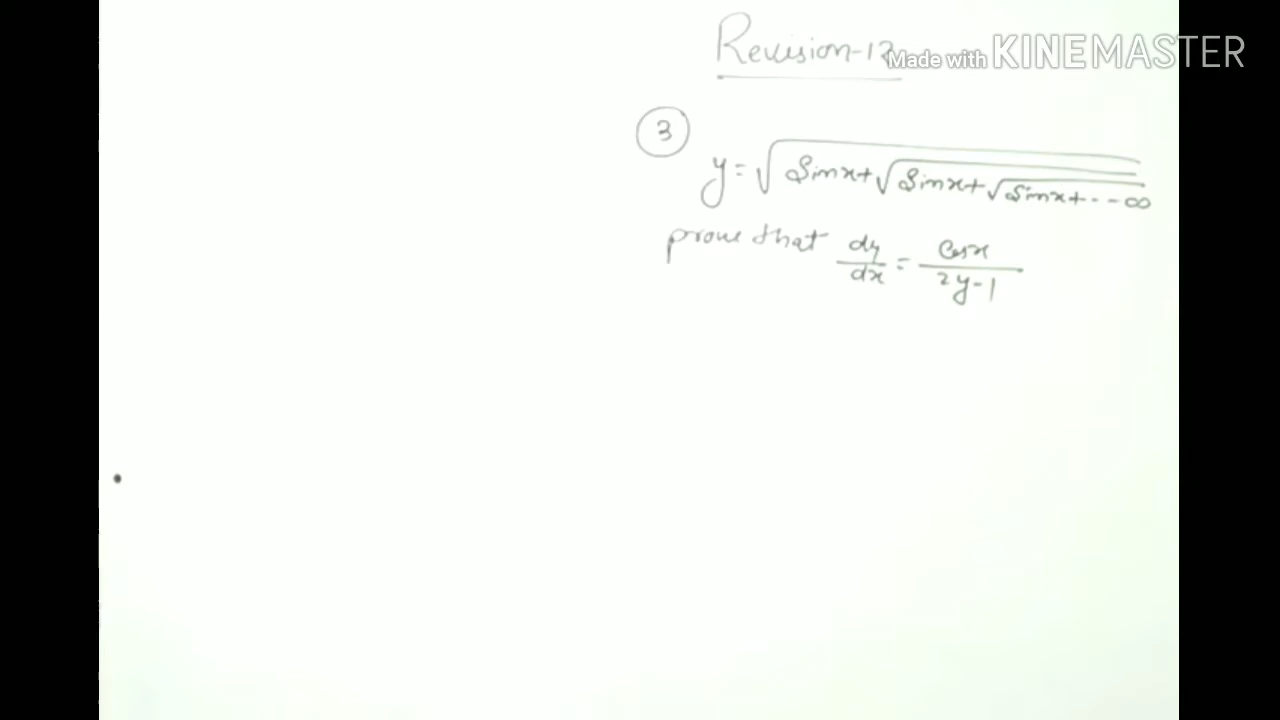 Revision-12
Made with KINEMASTER
3
y = √sinx + √sinx + √sinx + --- ∞
prove that dy/dx = cosx/2y-1